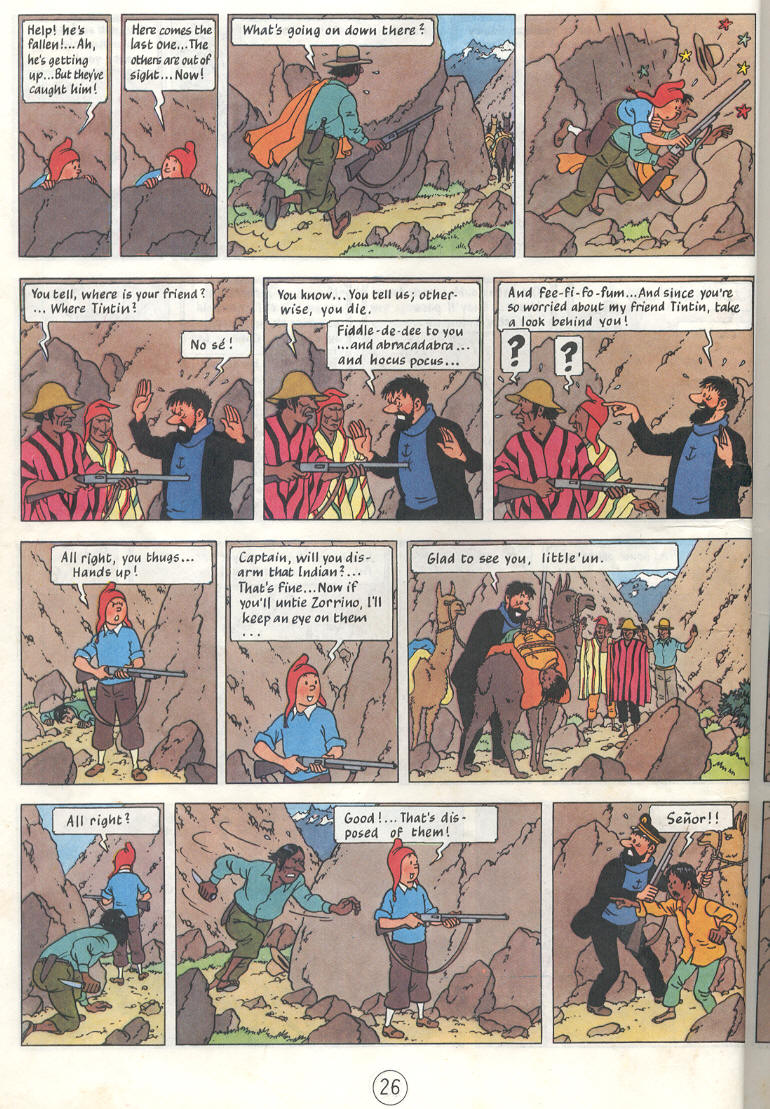 Help! he's
fallen!... Ah,
he's getting
up...But they've
caught him!
Here comes the
last one...The
others are out of
sight...Now!
What's going on down there?
You tell, where is your friend?
...Where Tintin?
No sé!
You know...You tell us; other-
wise, you die.
Fiddle-de-dee to you
...and abracadabra...
and hocus pocus...
And fee-fi-fo-fum...And since you're
so worried about my friend Tintin, take
a look behind you!
?
?
All right, you thugs...
Hands up!
Captain, will you dis-
arm that Indian?...
That's fine...Now if
you'll untie Zorrino, I'll
keep an eye on them
...
Glad to see you, little'un.
All right?
Good!...That's dis-
posed of them!
Señor!!
26